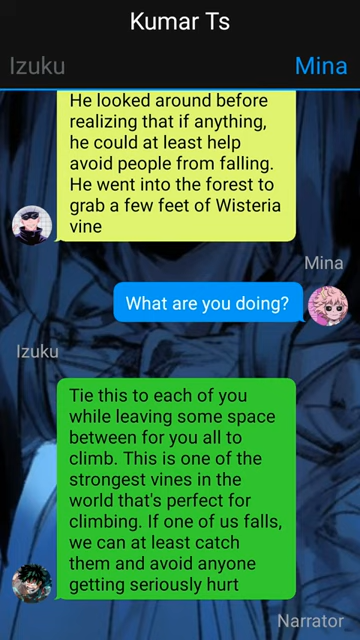 Kumar Ts
Izuku
Mina
He looked around before
realizing that if anything,
he could at least help
avoid people from falling.
He went into the forest to
grab a few feet of Wisteria
vine
Mina
What are you doing?
Izuku
Tie this to each of you
while leaving some space
between for you all to
climb. This is one of the
strongest vines in the
world that's perfect for
climbing. If one of us falls,
we can at least catch
them and avoid anyone
getting seriously hurt
Narrator